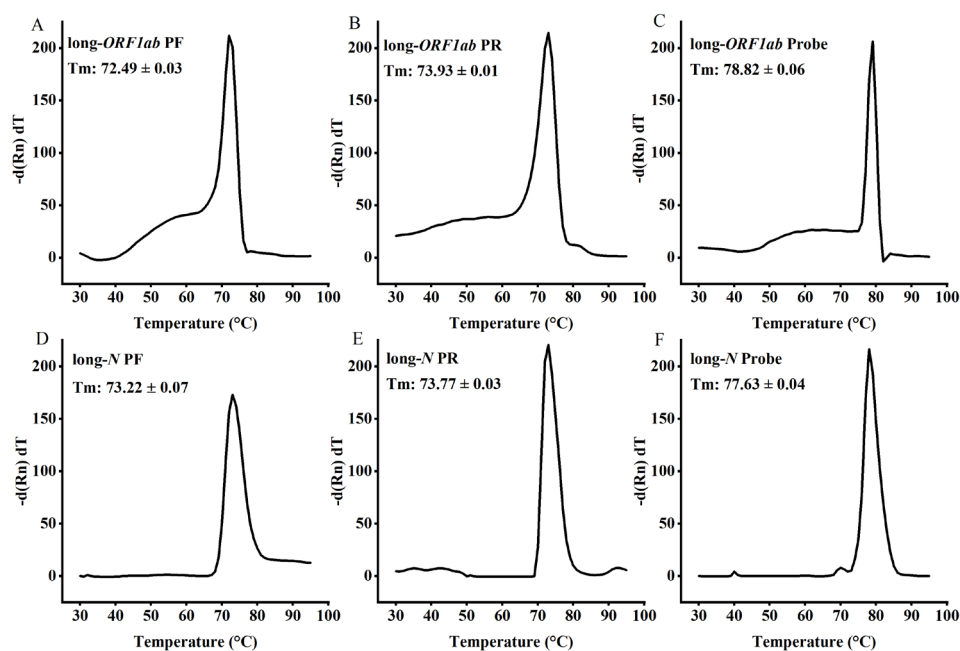 A
long-ORF1ab PF
Tm: 72.49 ± 0.03
200
150
100
50
0
-d(Rn) dT
30 40 50 60 70 80 90 100
Temperature (°C)
B
long-ORF1ab PR
Tm: 73.93 ± 0.01
200
150
100
50
0
-d(Rn) dT
30 40 50 60 70 80 90 100
Temperature (°C)
C
long-ORF1ab Probe
Tm: 78.82 ± 0.06
200
150
100
50
0
-d(Rn) dT
30 40 50 60 70 80 90 100
Temperature (°C)
D
long-N PF
Tm: 73.22 ± 0.07
200
150
100
50
0
-d(Rn) dT
30 40 50 60 70 80 90 100
Temperature (°C)
E
long-N PR
Tm: 73.77 ± 0.03
200
150
100
50
0
-d(Rn) dT
30 40 50 60 70 80 90 100
Temperature (°C)
F
long-N Probe
Tm: 77.63 ± 0.04
200
150
100
50
0
-d(Rn) dT
30 40 50 60 70 80 90 100
Temperature (°C)